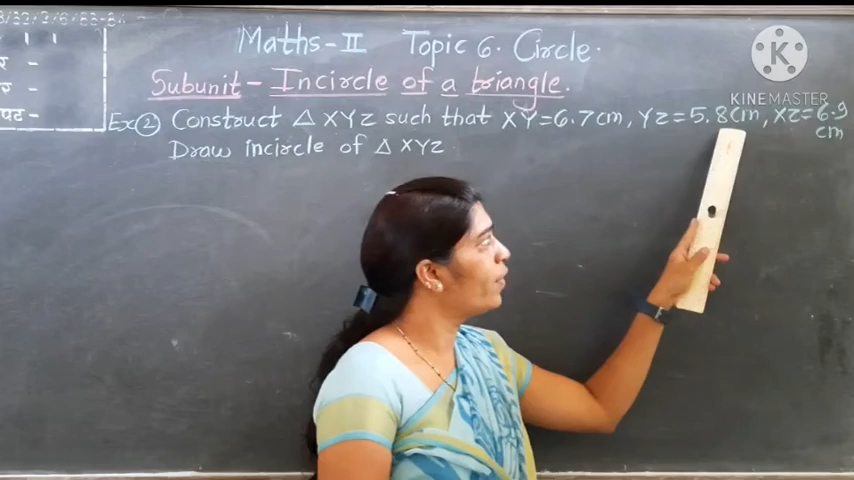 Maths-II Topic 6. Circle.
Subunit - Incircle of a triangle.
Ex② Construct △ XYZ such that XY=6.7cm, YZ=5.8cm, XZ=6.9
cm
Draw incircle of △ XYZ
K
KINEMASTER